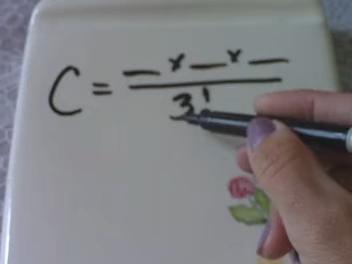 C = _ x _ x _
3!